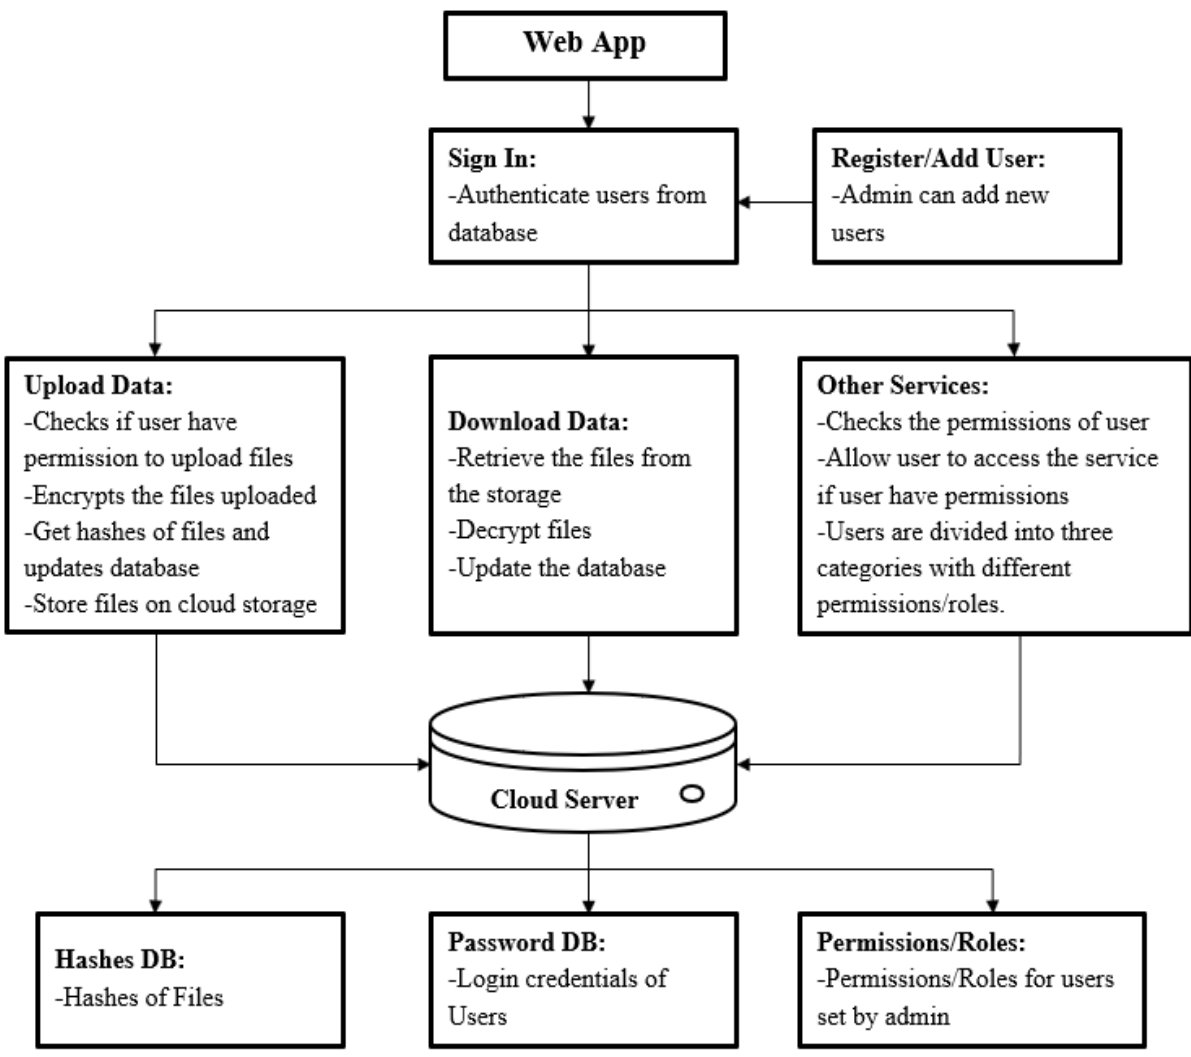 Web App
Sign In:
-Authenticate users from
database
Register/Add User:
-Admin can add new
users
Upload Data:
-Checks if user have
permission to upload files
-Encrypts the files uploaded
-Get hashes of files and
updates database
-Store files on cloud storage
Download Data:
-Retrieve the files from
the storage
-Decrypt files
-Update the database
Other Services:
-Checks the permissions of user
-Allow user to access the service
if user have permissions
-Users are divided into three
categories with different
permissions/roles.
Cloud Server
Hashes DB:
-Hashes of Files
Password DB:
-Login credentials of
Users
Permissions/Roles:
-Permissions/Roles for users
set by admin